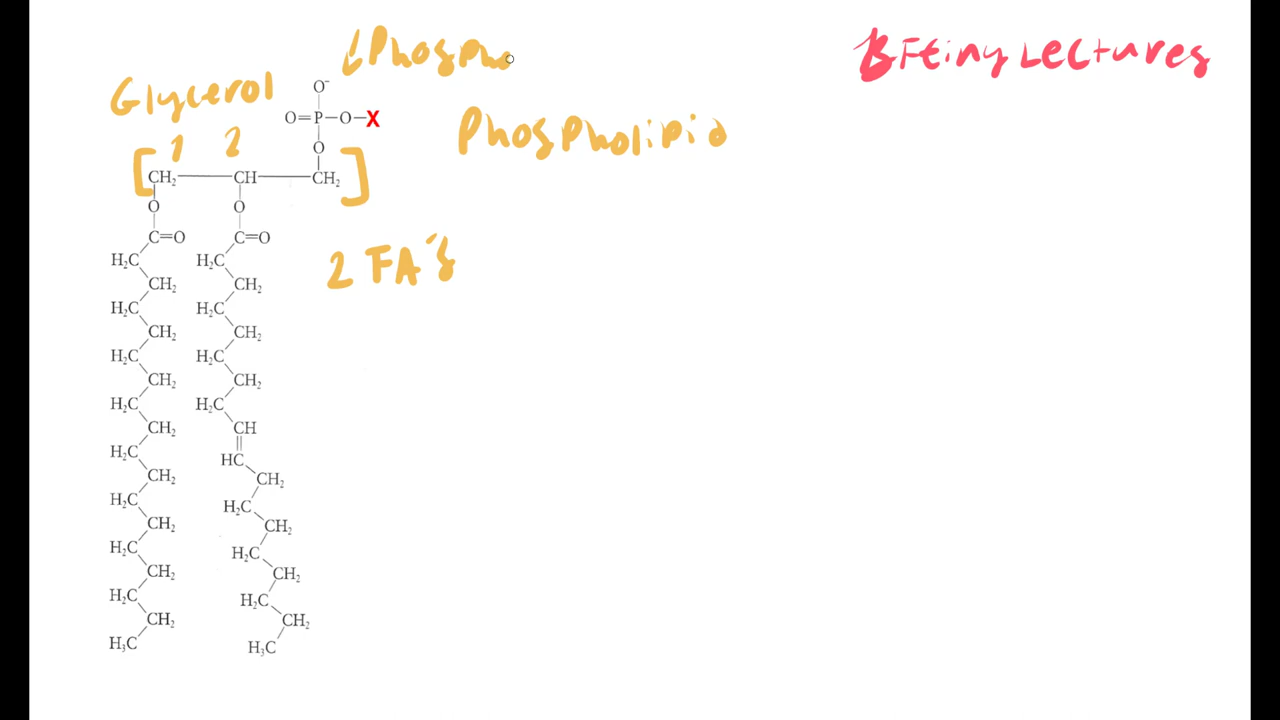 Phospho
BFtiny Lectures
Glycerol
O⁻
O=P—O—X
Phospholipid
1 2
O
[CH₂ CH CH₂]
O O
C=O C=O
2 FA's
H₂C H₂C
CH₂ CH₂
H₂C H₂C
CH₂ CH₂
H₂C H₂C
CH₂ CH₂
H₂C H₂C
CH₂ CH
H₂C HC
CH₂ CH₂
H₂C H₂C
CH₂ CH₂
H₂C H₂C
CH₂ CH₂
H₂C H₂C
CH₂ CH₂
H₃C H₃C